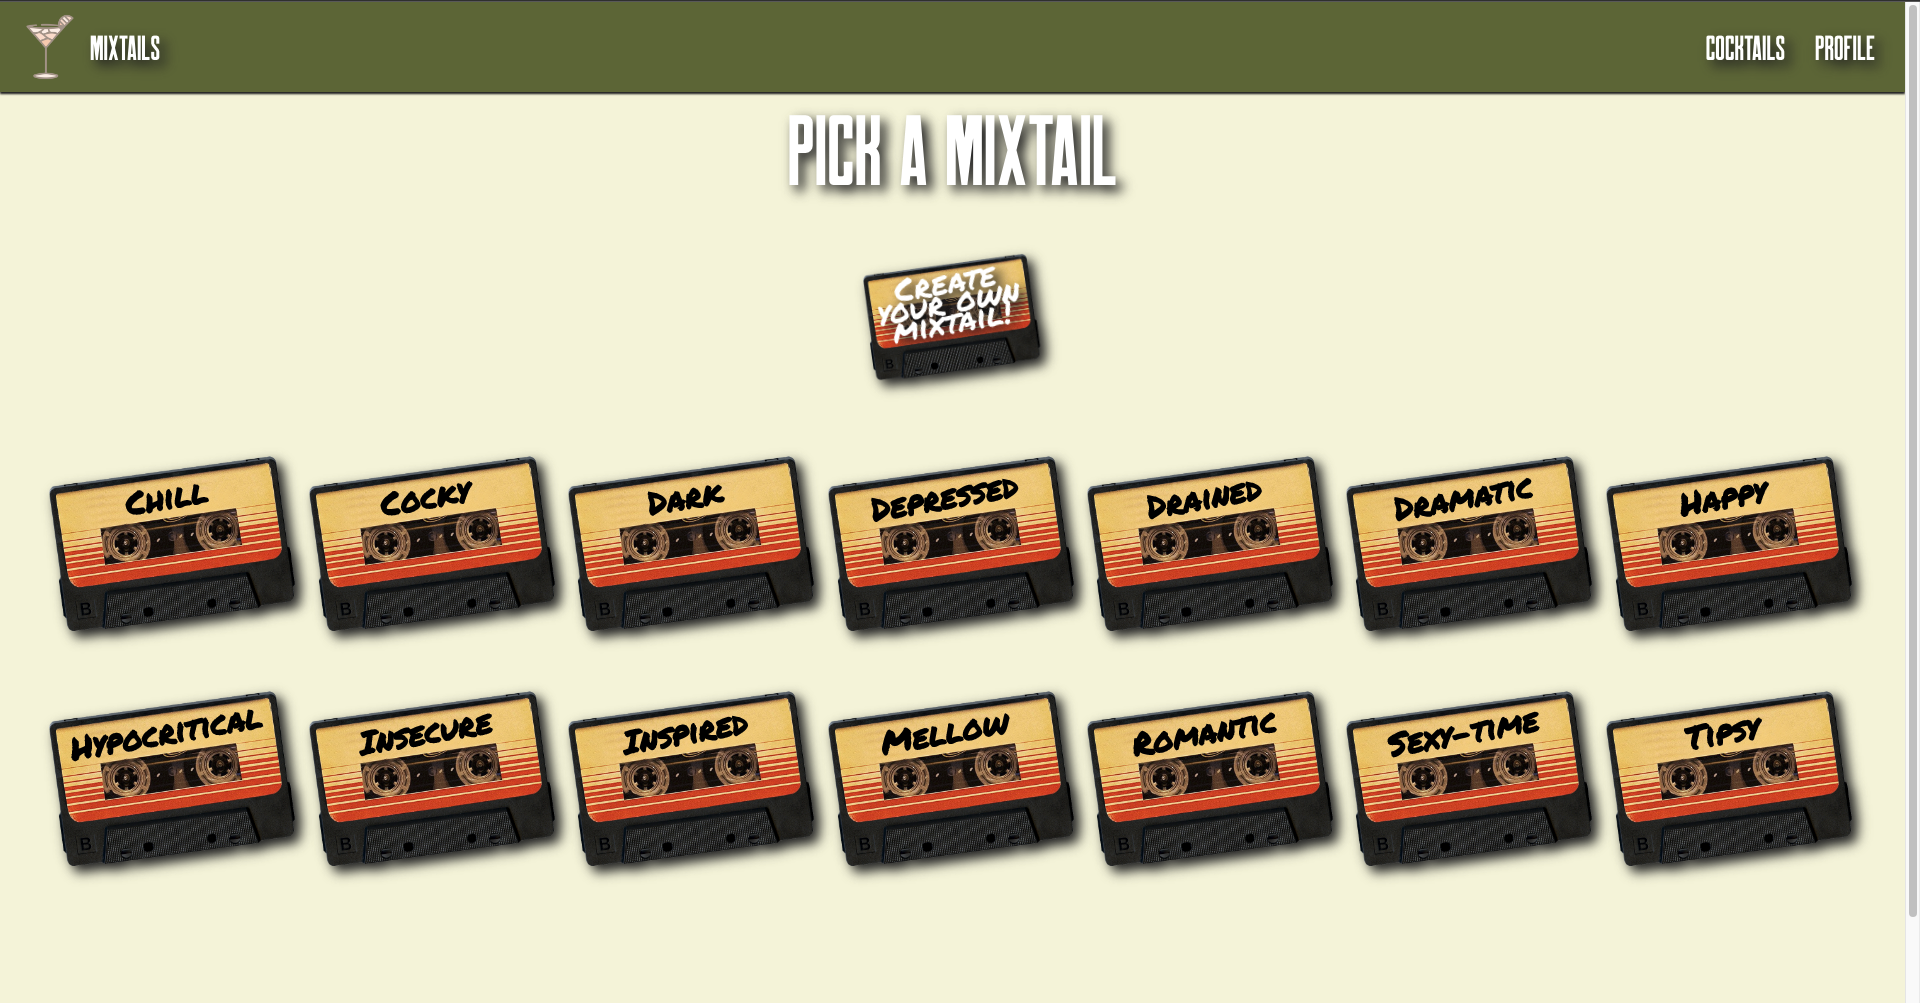 MIXTAILS
COCKTAILS
PROFILE
PICK A MIXTAIL
CREATE
YOUR OWN
MIXTAIL!
B
CHILL
COCKY
DARK
DEPRESSED
DRAINED
DRAMATIC
HAPPY
B
B
B
B
B
B
B
HYPOCRITICAL
INSECURE
INSPIRED
MELLOW
ROMANTIC
SEXY-TIME
TIPSY
B
B
B
B
B
B
B